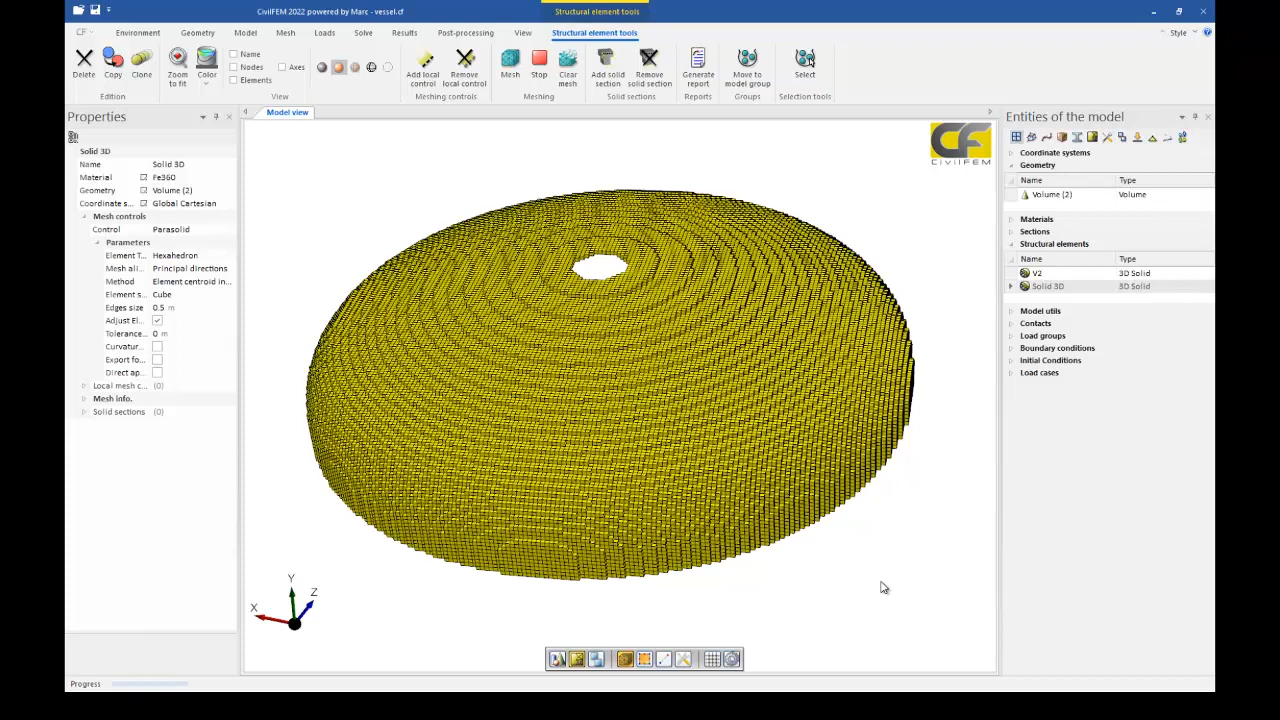 CivilFEM 2022 powered by Marc - vessel.cf
Structural element tools
CF
Environment
Geometry
Model
Mesh
Loads
Solve
Results
Post-processing
View
Structural element tools
Style
Delete
Copy
Clone
Edition
Zoom to fit
Color
Name
Nodes
Elements
Axes
View
Add local control
Remove local control
Meshing controls
Mesh
Stop
Clear mesh
Meshing
Add solid section
Remove solid section
Solid sections
Generate report
Reports
Move to model group
Groups
Select
Selection tools
Properties
Solid 3D
Name Solid 3D
Material Fe360
Geometry Volume (2)
Coordinate s... Global Cartesian
Mesh controls
Control Parasolid
Parameters
Element T... Hexahedron
Mesh ali... Principal directions
Method Element centroid in...
Element s... Cube
Edges size 0.5 m
Adjust El...
Tolerance... 0 m
Curvatur...
Export fo...
Direct ap...
Local mesh c... (0)
Mesh info.
Solid sections (0)
Model view
CF
CivilFEM
Y
Z
X
Entities of the model
Coordinate systems
Geometry
Name Type
Volume (2) Volume
Materials
Sections
Structural elements
Name Type
V2 3D Solid
Solid 3D 3D Solid
Model utils
Contacts
Load groups
Boundary conditions
Initial Conditions
Load cases
Progress